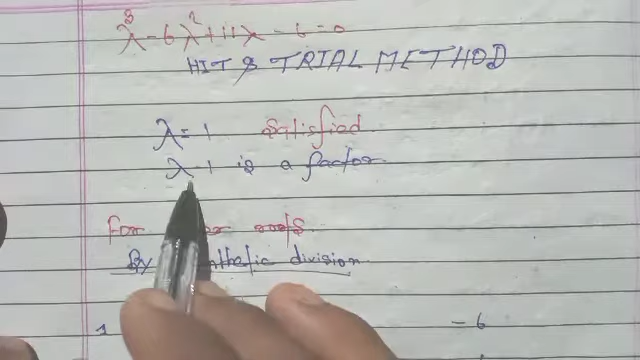 λ³ - 6λ² + 11λ - 6 = 0
HIT & TRIAL METHOD
λ = 1 Satisfied
λ - 1 is a factor
For roots
By division
1 - 6